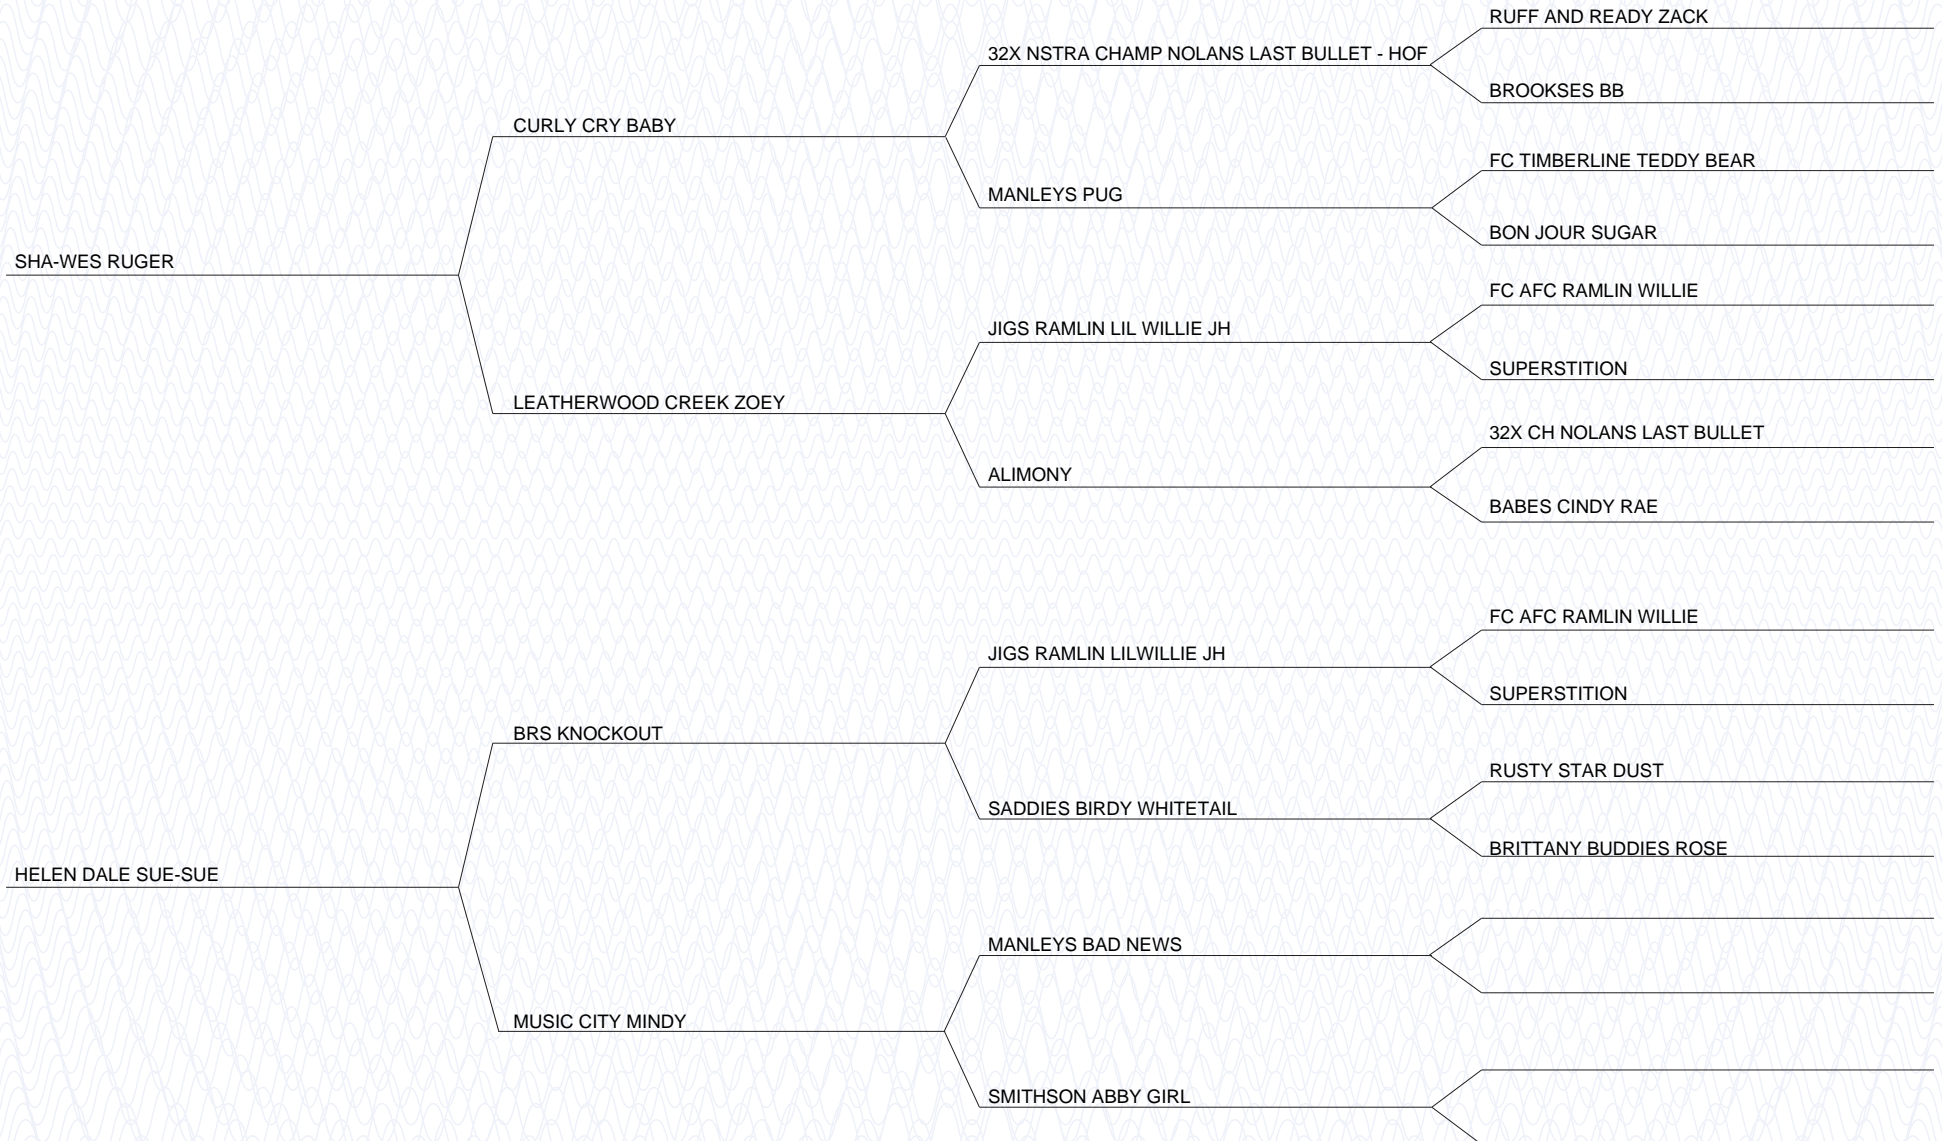 RUFF AND READY ZACK
32X NSTRA CHAMP NOLANS LAST BULLET - HOF
BROOKSES BB
CURLY CRY BABY
FC TIMBERLINE TEDDY BEAR
MANLEYS PUG
BON JOUR SUGAR
SHA-WES RUGER
FC AFC RAMLIN WILLIE
JIGS RAMLIN LIL WILLIE JH
SUPERSTITION
LEATHERWOOD CREEK ZOEY
32X CH NOLANS LAST BULLET
ALIMONY
BABES CINDY RAE
FC AFC RAMLIN WILLIE
JIGS RAMLIN LILWILLIE JH
SUPERSTITION
BRS KNOCKOUT
RUSTY STAR DUST
SADDIES BIRDY WHITETAIL
BRITTANY BUDDIES ROSE
HELEN DALE SUE-SUE
MANLEYS BAD NEWS
MUSIC CITY MINDY
SMITHSON ABBY GIRL